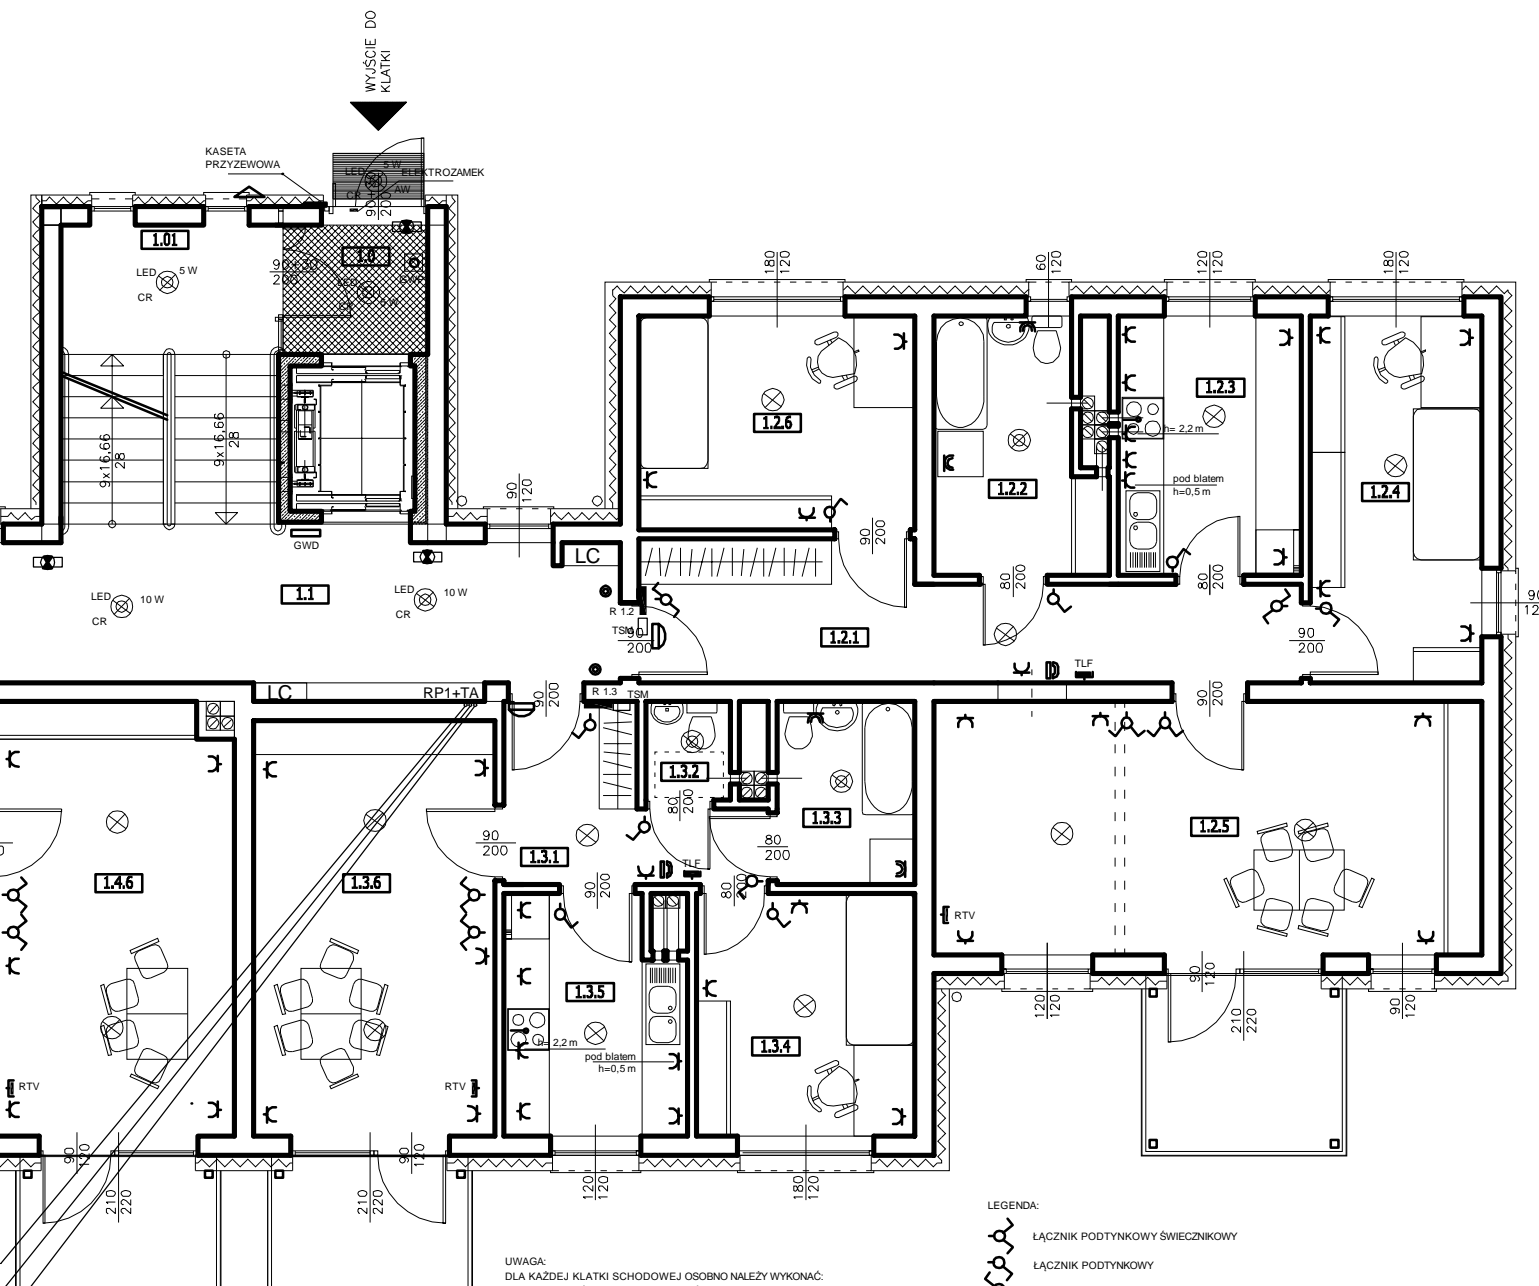 WYJŚCIE DO
KLATKI
KASETA
PRZYZEWOWA
LED
5 W
ELEKTROZAMEK
CR
AW
90+
200
1.01
1.0
LED
5 W
CR
200
CR
5 W
9x16,66
28
9x16,66
28
GWD
1.1
LED
10 W
CR
LED
10 W
CR
90
120
LC
180
120
60
120
120
120
180
120
1.2.6
1.2.2
1.2.3
1.2.4
h= 2,2 m
pod blatem
h=0,5 m
90
200
80
200
80
200
R 1.2
TSM
90
200
1.2.1
90
200
TLF
LC
RP1+TA
90
200
R 1.3
TSM
90
200
1.3.2
80
200
1.3.3
80
200
1.2.5
90
200
1.3.1
TLF
1.4.6
1.3.6
90
200
80
RTV
1.3.5
h= 2,2 m
pod blatem
h=0,5 m
1.3.4
90
120
120
120
210
220
90
120
RTV
RTV
90
120
90
120
210
220
210
220
120
120
180
120
LEGENDA:
ŁĄCZNIK PODTYNKOWY ŚWIECZNIKOWY
ŁĄCZNIK PODTYNKOWY
UWAGA:
DLA KAŻDEJ KLATKI SCHODOWEJ OSOBNO NALEŻY WYKONAĆ: